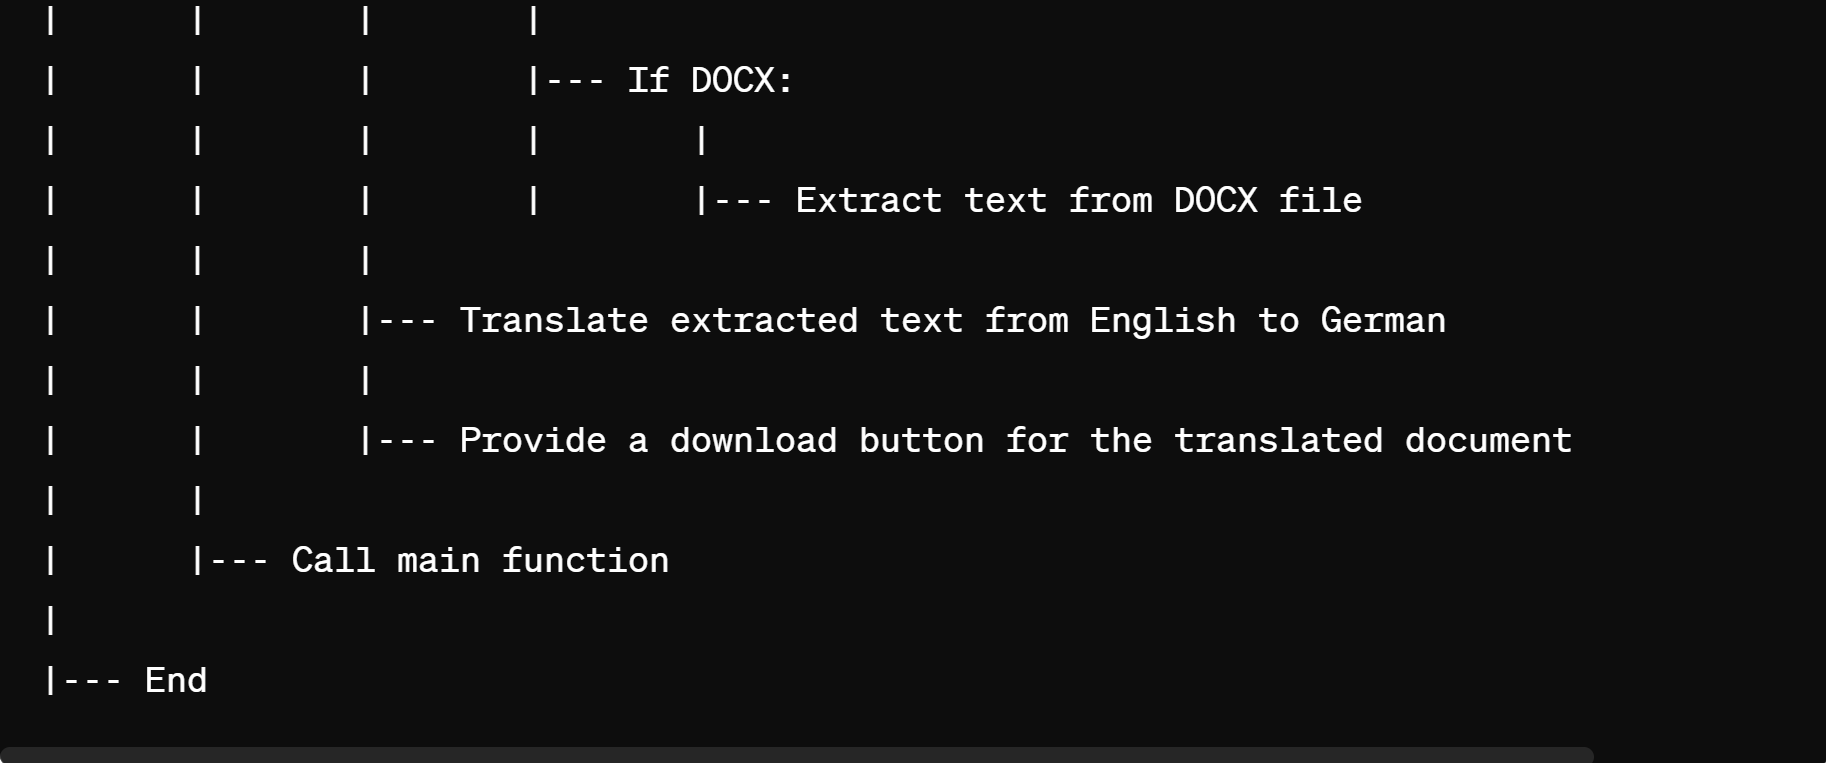 |      |       |       |
|      |       |       |--- If DOCX:
|      |       |       |       |
|      |       |       |       |--- Extract text from DOCX file
|      |       |
|      |       |--- Translate extracted text from English to German
|      |       |
|      |       |--- Provide a download button for the translated document
|      |
|      |--- Call main function
|
|--- End